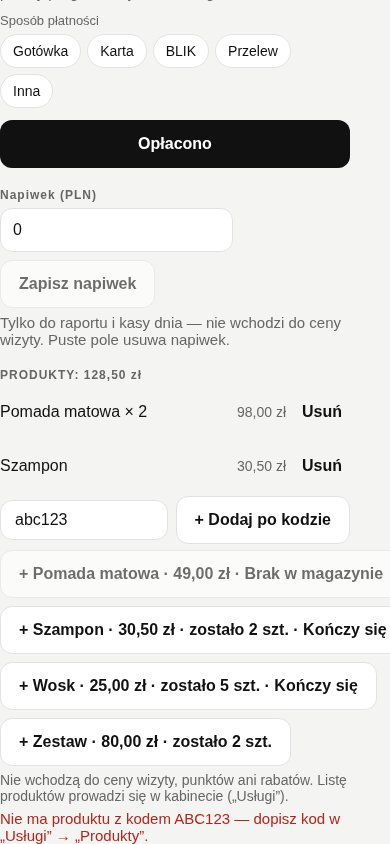 Sposób płatności
Gotówka
Karta
BLIK
Przelew
Inna
Opłacono
Napiwek (PLN)
0
Zapisz napiwek
Tylko do raportu i kasy dnia — nie wchodzi do ceny
wizyty. Puste pole usuwa napiwek.
PRODUKTY: 128,50 zł
Pomada matowa × 2 98,00 zł Usuń
Szampon 30,50 zł Usuń
abc123 + Dodaj po kodzie
+ Pomada matowa · 49,00 zł · Brak w magazynie
+ Szampon · 30,50 zł · zostało 2 szt. · Kończy się
+ Wosk · 25,00 zł · zostało 5 szt. · Kończy się
+ Zestaw · 80,00 zł · zostało 2 szt.
Nie wchodzą do ceny wizyty, punktów ani rabatów. Listę
produktów prowadzi się w kabinecie („Usługi”).
Nie ma produktu z kodem ABC123 — dopisz kod w
„Usługi” → „Produkty”.